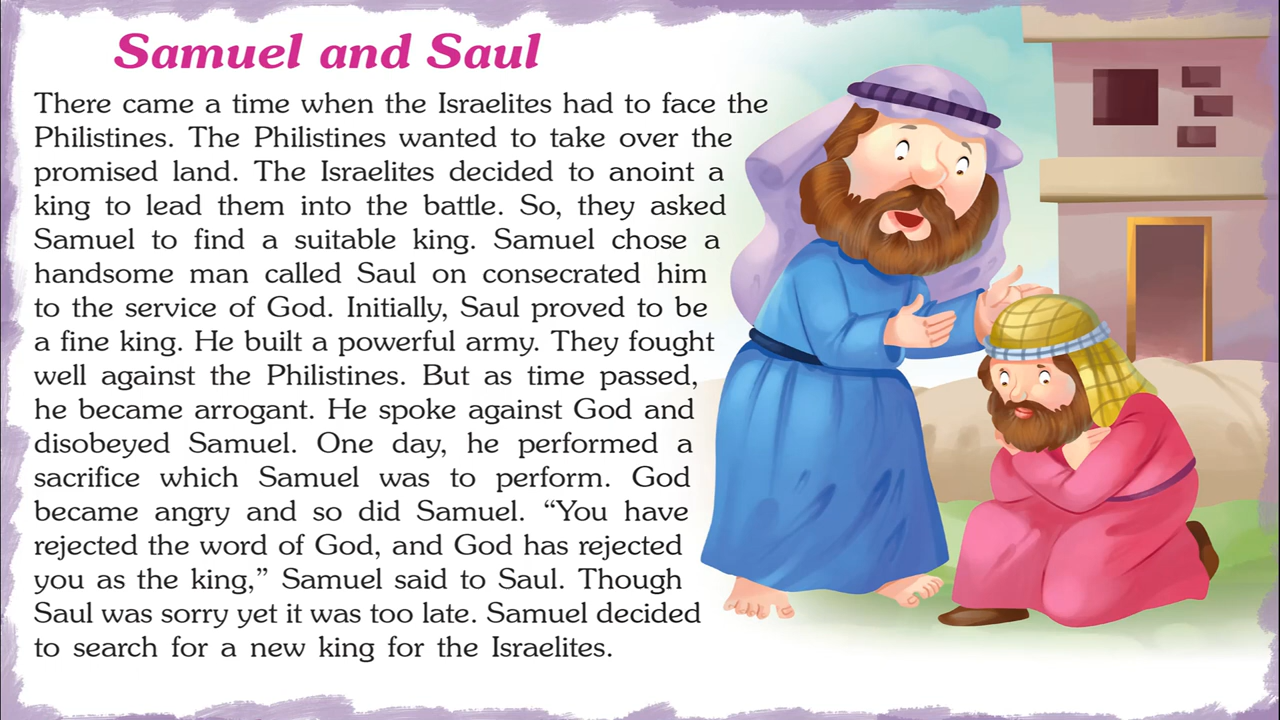 Samuel and Saul
There came a time when the Israelites had to face the
Philistines. The Philistines wanted to take over the
promised land. The Israelites decided to anoint a
king to lead them into the battle. So, they asked
Samuel to find a suitable king. Samuel chose a
handsome man called Saul on consecrated him
to the service of God. Initially, Saul proved to be
a fine king. He built a powerful army. They fought
well against the Philistines. But as time passed,
he became arrogant. He spoke against God and
disobeyed Samuel. One day, he performed a
sacrifice which Samuel was to perform. God
became angry and so did Samuel. “You have
rejected the word of God, and God has rejected
you as the king,” Samuel said to Saul. Though
Saul was sorry yet it was too late. Samuel decided
to search for a new king for the Israelites.